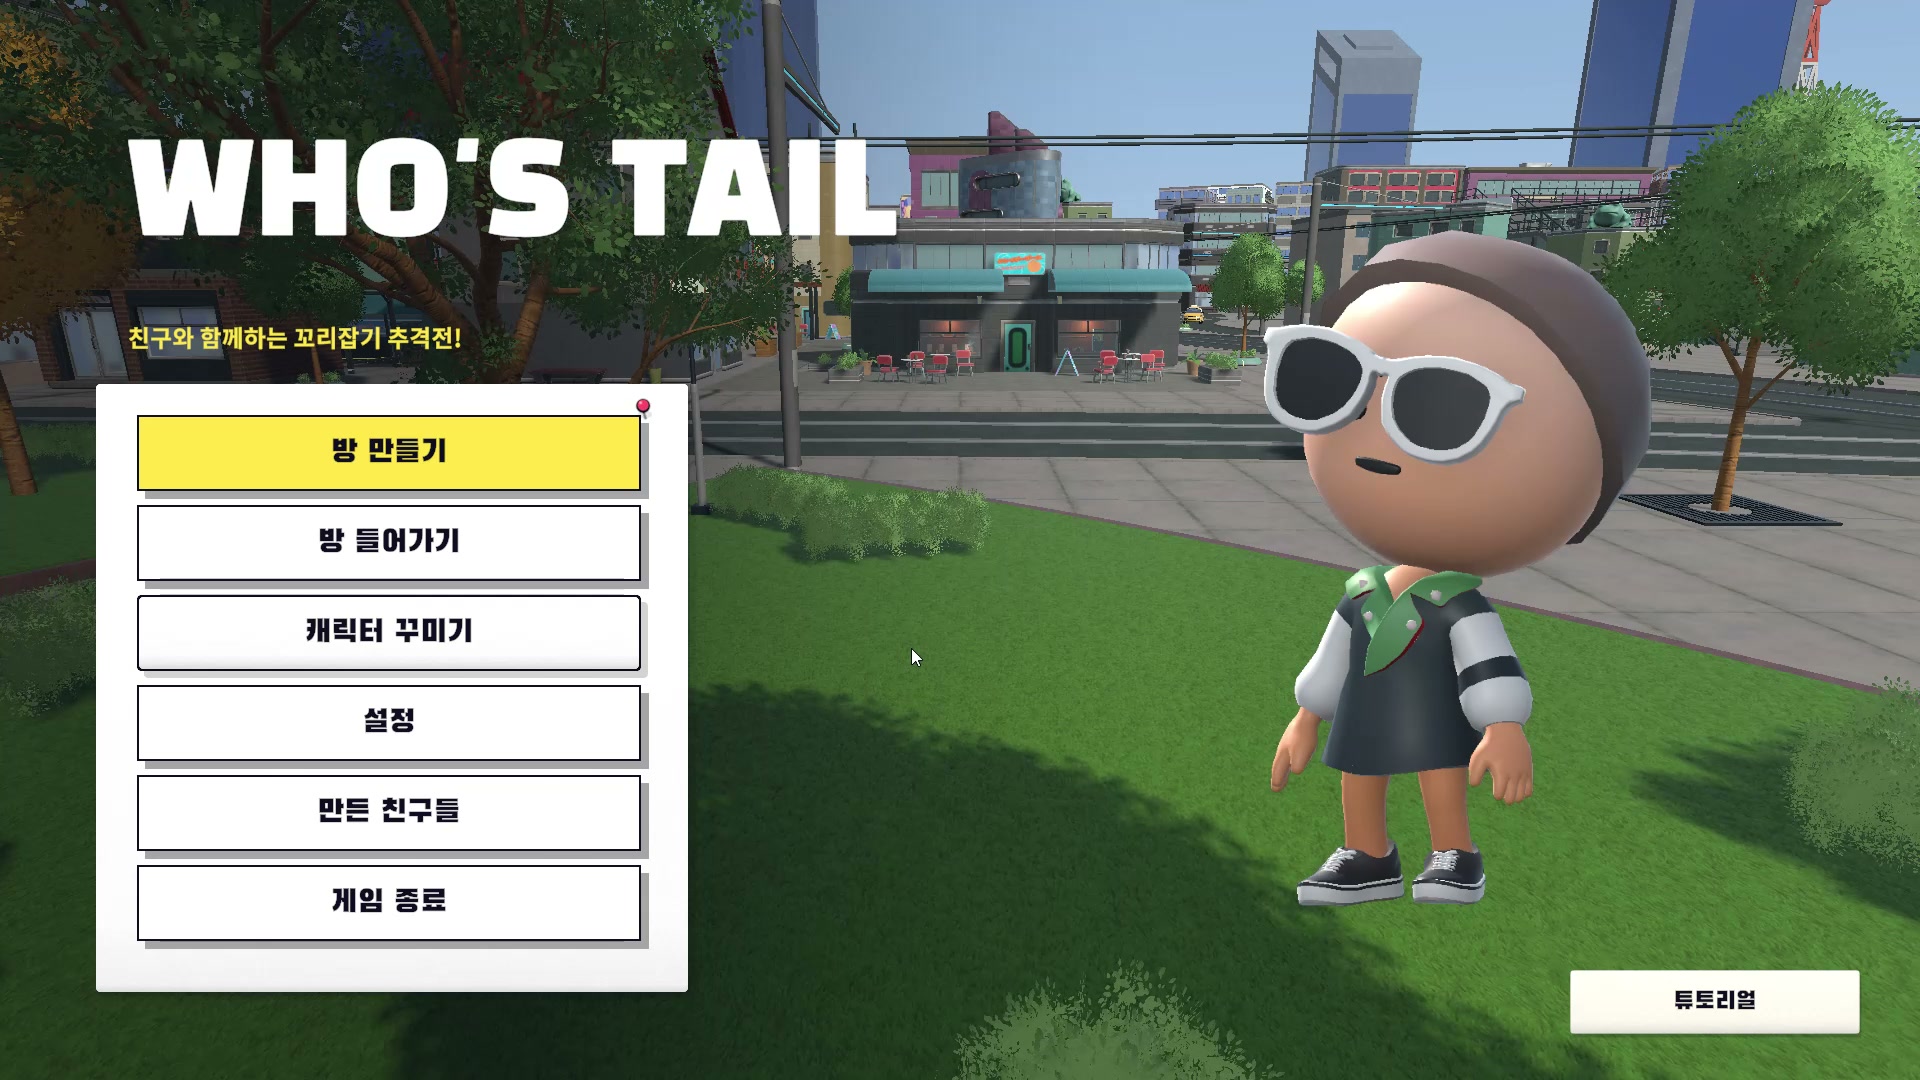 WHO'S TAIL
친구와 함께하는 꼬리잡기 추격전!
방 만들기
방 들어가기
캐릭터 꾸미기
설정
만든 친구들
게임 종료
튜토리얼